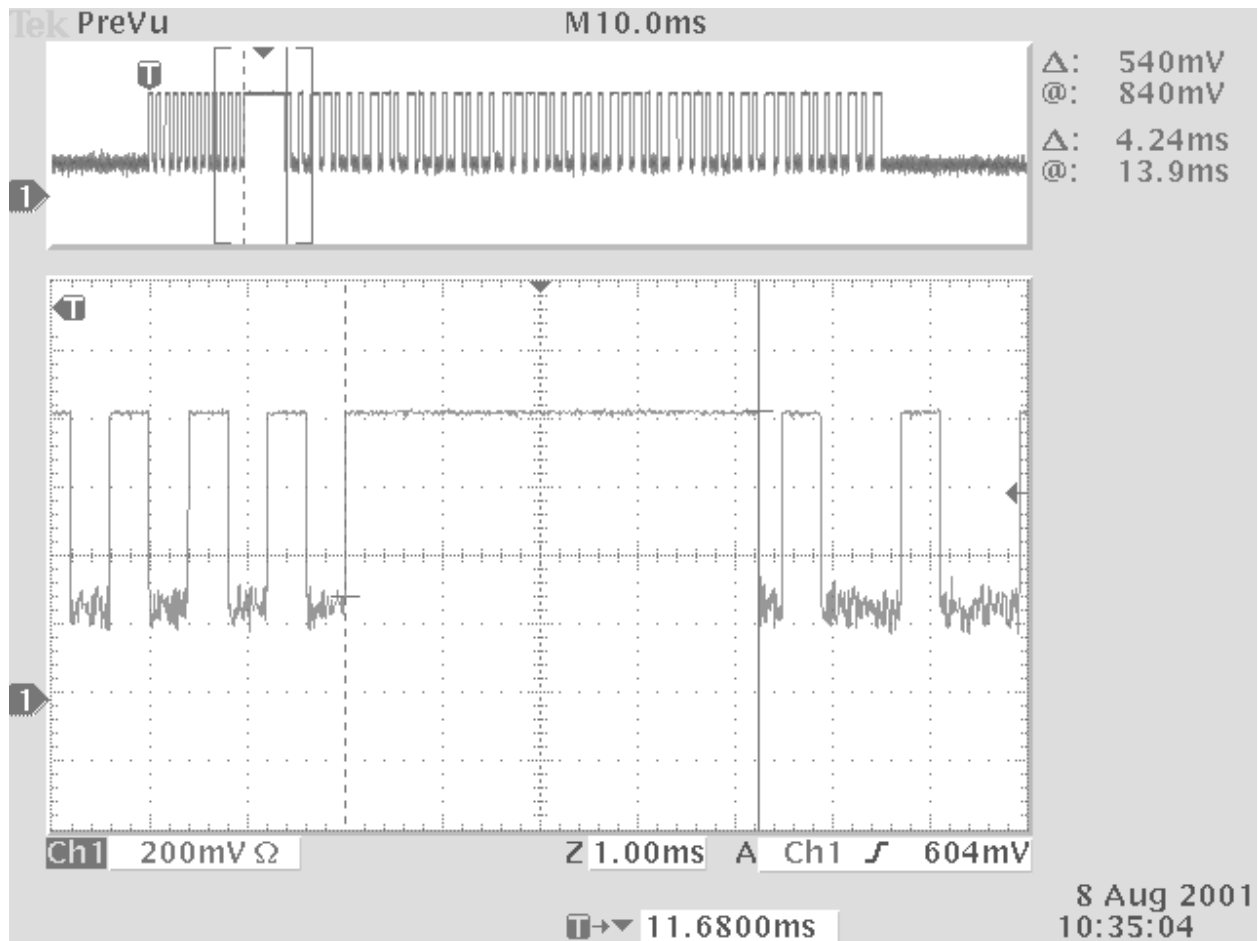 Tek PreVu M10.0ms
T
Δ: 540mV
@: 840mV
Δ: 4.24ms
@: 13.9ms
1
T
1
Ch1 200mVΩ Z 1.00ms A Ch1 604mV
8 Aug 2001
T→▼ 11.6800ms 10:35:04